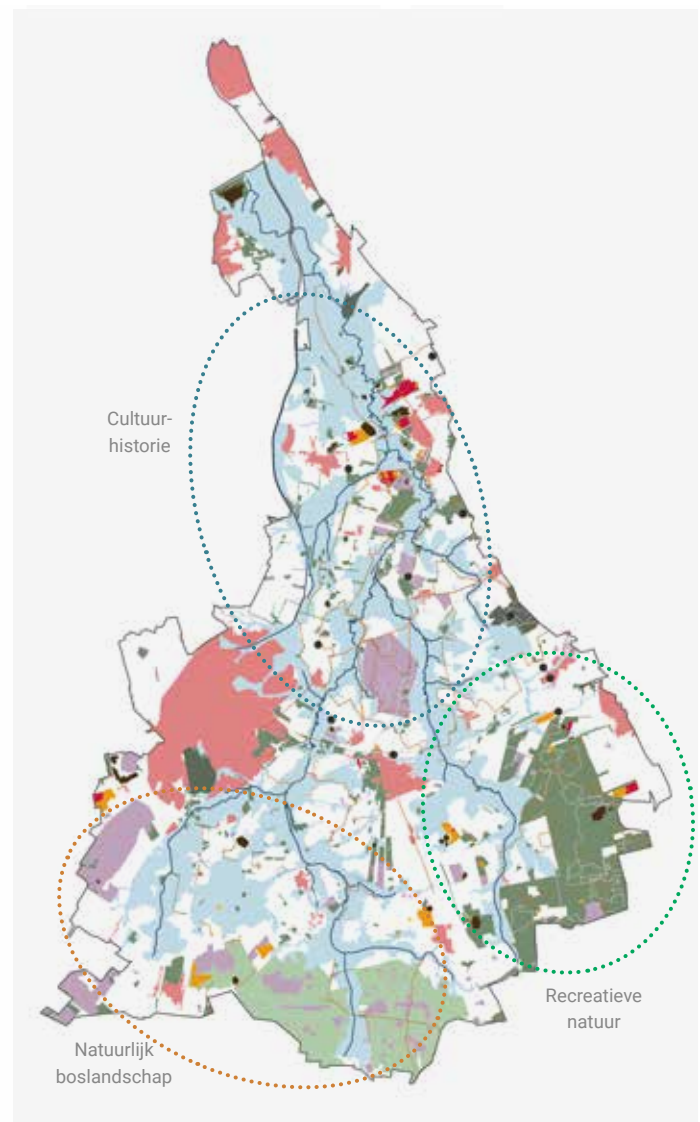 Cultuur-
historie
Recreatieve
natuur
Natuurlijk
boslandschap